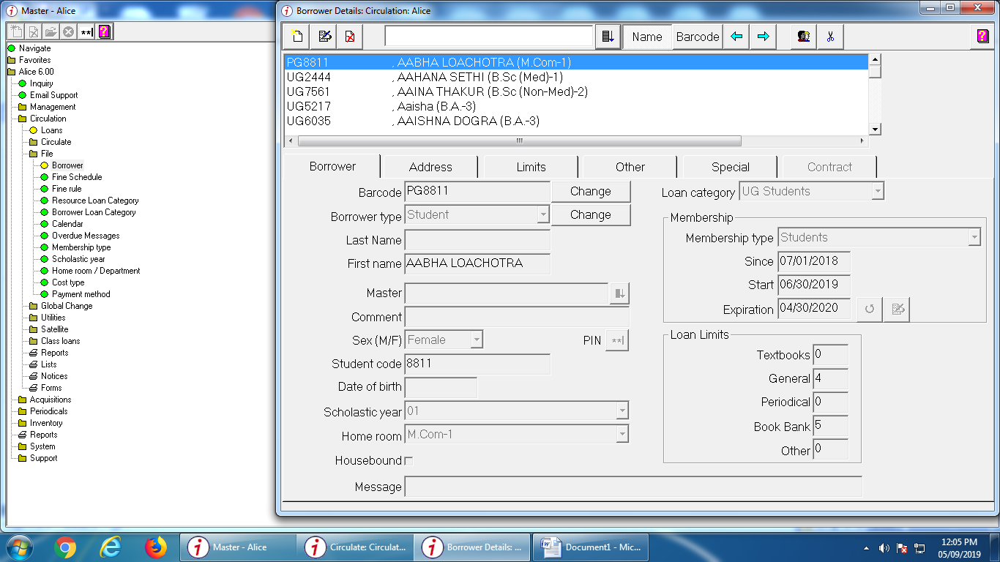 Master - Alice
Navigate
Favorites
Alice 6.00
Inquiry
Email Support
Management
Circulation
Loans
Circulate
File
Borrower
Fine Schedule
Fine rule
Resource Loan Category
Borrower Loan Category
Calendar
Overdue Messages
Membership type
Scholastic year
Home room / Department
Cost type
Payment method
Global Change
Utilities
Satellite
Class loans
Reports
Lists
Notices
Forms
Acquisitions
Periodicals
Inventory
Reports
System
Support
Borrower Details: Circulation: Alice
Name Barcode
PG8811 , AABHA LOACHOTRA (M.Com-1)
UG2444 , AAHANA SETHI (B.Sc (Med)-1)
UG7561 , AAINA THAKUR (B.Sc (Non-Med)-2)
UG5217 , Aaisha (B.A.-3)
UG6035 , AAISHNA DOGRA (B.A.-3)
Borrower Address Limits Other Special Contract
Barcode PG8811 Change
Borrower type Student Change
Last Name
First name AABHA LOACHOTRA
Master
Comment
Sex (M/F) Female PIN **|
Student code 8811
Date of birth
Scholastic year 01
Home room M.Com-1
Housebound
Message
Loan category UG Students
Membership
Membership type Students
Since 07/01/2018
Start 06/30/2019
Expiration 04/30/2020
Loan Limits
Textbooks 0
General 4
Periodical 0
Book Bank 5
Other 0
Master - Alice
Circulate: Circulat...
Borrower Details: ...
Document1 - Mic...
12:05 PM
05/09/2019